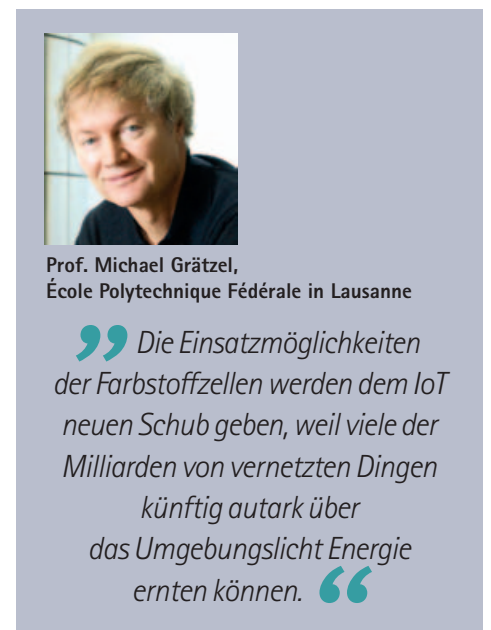 Prof. Michael Grätzel,
École Polytechnique Fédérale in Lausanne
” Die Einsatzmöglichkeiten
der Farbstoffzellen werden dem IoT
neuen Schub geben, weil viele der
Milliarden von vernetzten Dingen
künftig autark über
das Umgebungslicht Energie
ernten können. “